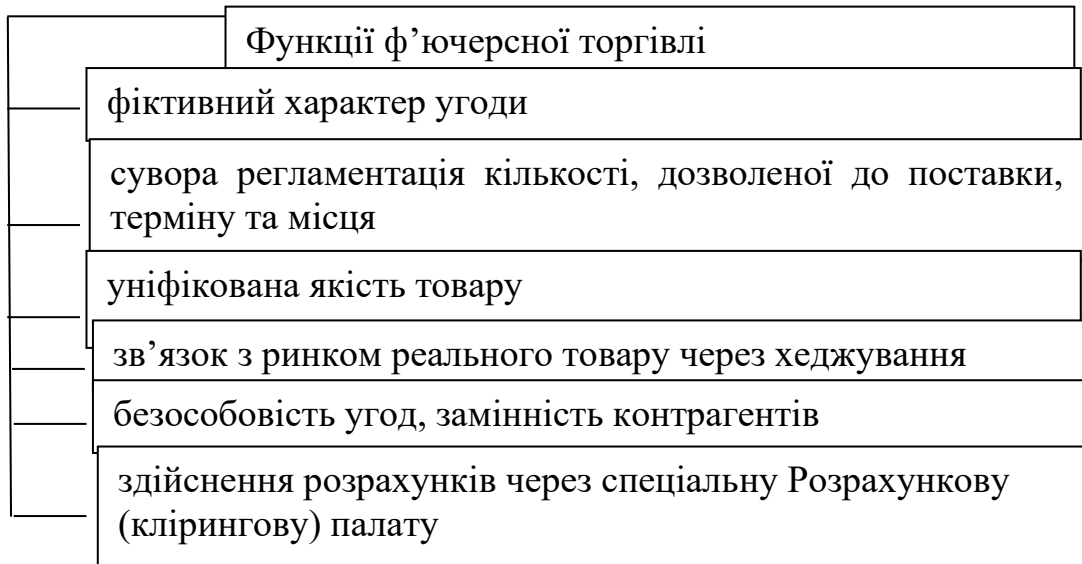 Функції ф’ючерсної торгівлі
фіктивний характер угоди
сувора регламентація кількості, дозволеної до поставки,
терміну та місця
уніфікована якість товару
зв’язок з ринком реального товару через хеджування
безособовість угод, замінність контрагентів
здійснення розрахунків через спеціальну Розрахункову
(клірингову) палату